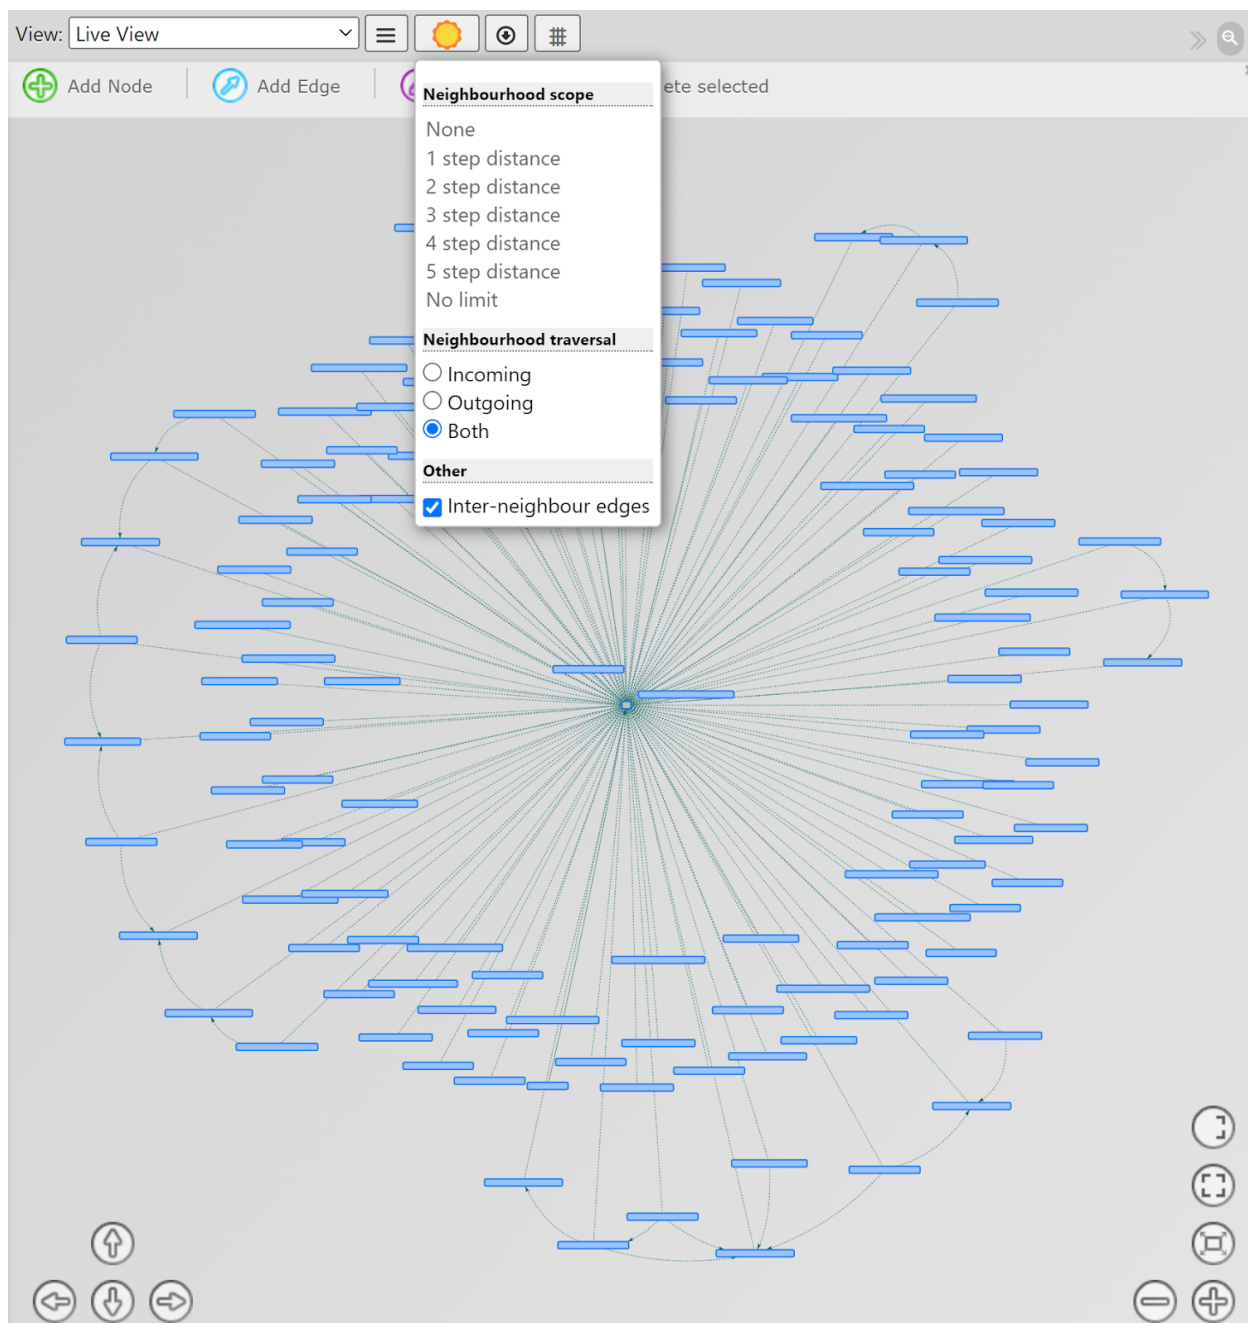 View: Live View
Add Node Add Edge ete selected
Neighbourhood scope
None
1 step distance
2 step distance
3 step distance
4 step distance
5 step distance
No limit
Neighbourhood traversal
Incoming
Outgoing
Both
Other
Inter-neighbour edges